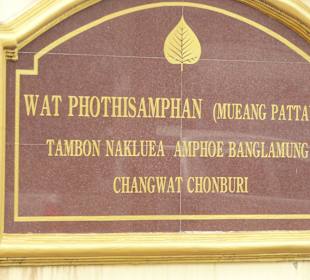 WAT PHOTHISAMPHAN (MUEANG PATTA
TAMBON NAKLUEA AMPHOE BANGLAMUNG
CHANGWAT CHONBURI